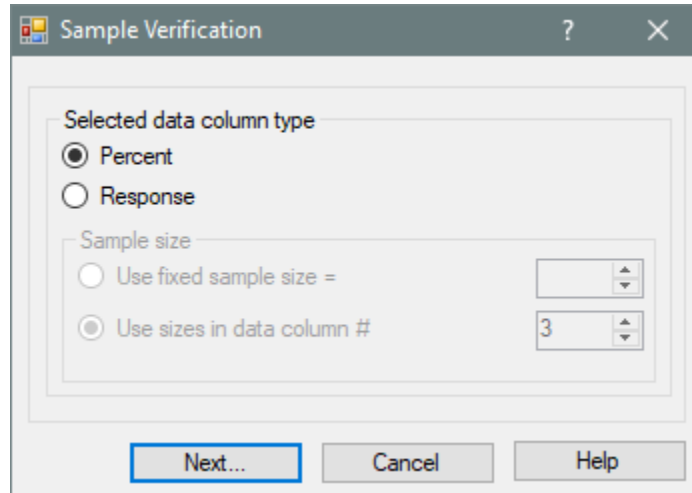 Sample Verification ?
Selected data column type
Percent
Response
Sample size
Use fixed sample size =
Use sizes in data column # 3
Next... Cancel Help